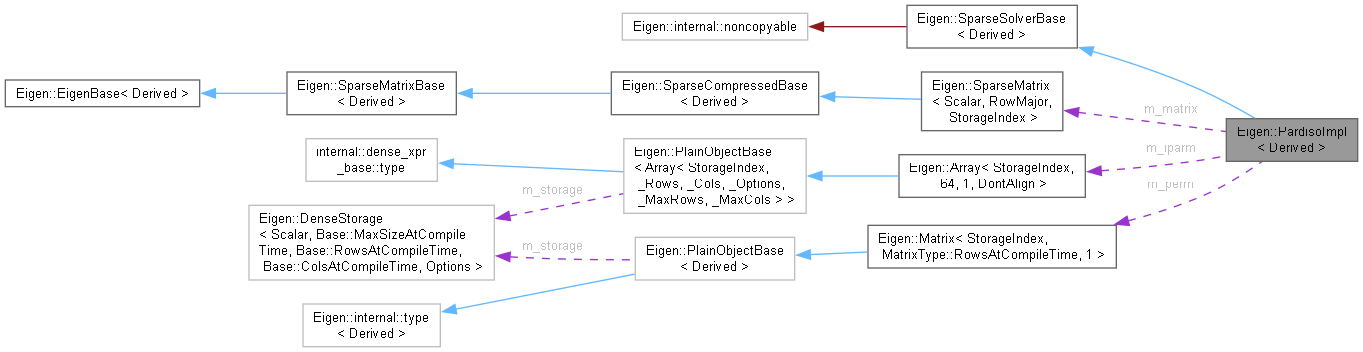 Eigen::internal::noncopyable
Eigen::SparseSolverBase
< Derived >
Eigen::EigenBase< Derived >
Eigen::SparseMatrixBase
< Derived >
Eigen::SparseCompressedBase
< Derived >
Eigen::SparseMatrix
< Scalar, RowMajor,
StorageIndex >
m_matrix
Eigen::PardisoImpl
< Derived >
internal::dense_xpr
_base::type
Eigen::PlainObjectBase
< Array< StorageIndex,
_Rows, _Cols, _Options,
_MaxRows, _MaxCols > >
Eigen::Array< StorageIndex,
64, 1, DontAlign >
m_iparm
m_perm
m_storage
Eigen::DenseStorage
< Scalar, Base::MaxSizeAtCompile
Time, Base::RowsAtCompileTime,
Base::ColsAtCompileTime, Options >
m_storage
Eigen::PlainObjectBase
< Derived >
Eigen::Matrix< StorageIndex,
MatrixType::RowsAtCompileTime, 1 >
Eigen::internal::type
< Derived >